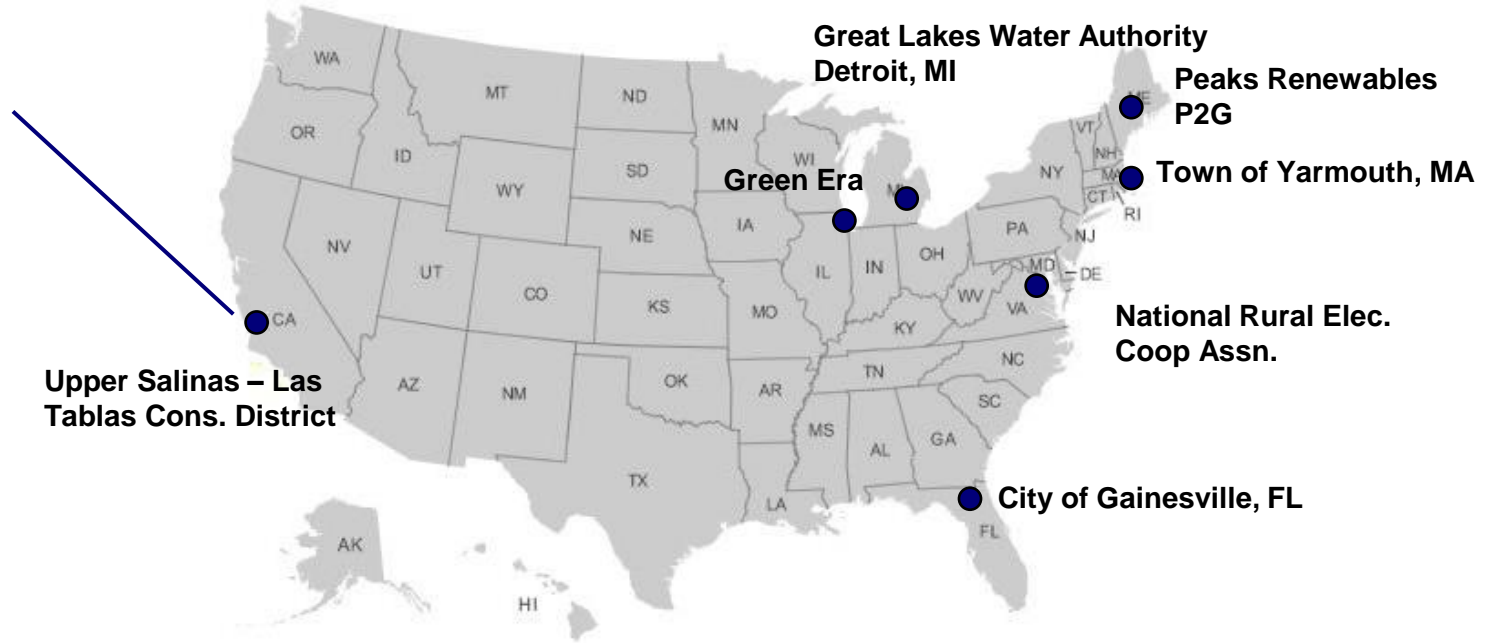 Great Lakes Water Authority
Detroit, MI
Peaks Renewables
P2G
Town of Yarmouth, MA
Green Era
National Rural Elec.
Coop Assn.
Upper Salinas – Las
Tablas Cons. District
City of Gainesville, FL
WA
MT
ND
MN
OR
ID
SD
WI
WY
NY
VT
NH
ME
MA
CT
RI
NV
UT
CO
NE
IA
IL
IN
OH
PA
NJ
MD
DE
WV
VA
CA
KS
MO
KY
AZ
NM
OK
AR
TN
NC
SC
MS
AL
GA
TX
LA
FL
AK
HI